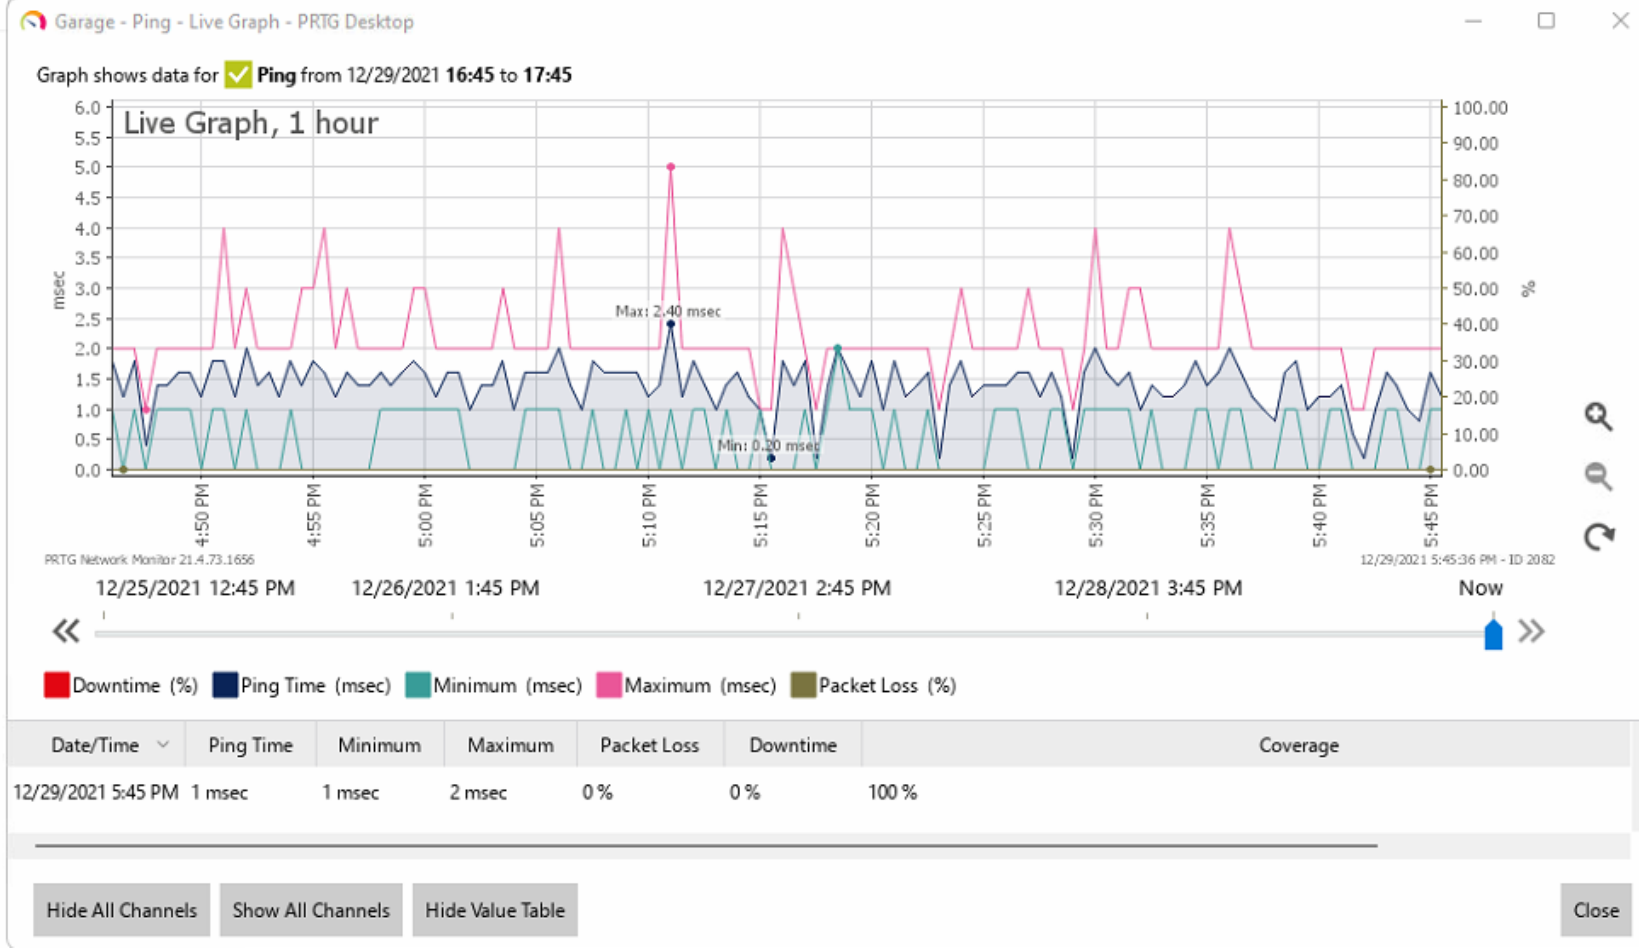 Garage - Ping - Live Graph - PRTG Desktop
Graph shows data for Ping from 12/29/2021 16:45 to 17:45
Live Graph, 1 hour
6.0
5.5
5.0
4.5
4.0
3.5
3.0
2.5
2.0
1.5
1.0
0.5
0.0
msec
100.00
90.00
80.00
70.00
60.00
50.00
40.00
30.00
20.00
10.00
0.00
%
Max: 2.40 msec
Min: 0.20 msec
4:50 PM
4:55 PM
5:00 PM
5:05 PM
5:10 PM
5:15 PM
5:20 PM
5:25 PM
5:30 PM
5:35 PM
5:40 PM
5:45 PM
PRTG Network Monitor 21.4.73.1656
12/29/2021 5:45:36 PM - ID 2082
12/25/2021 12:45 PM 12/26/2021 1:45 PM 12/27/2021 2:45 PM 12/28/2021 3:45 PM Now
Downtime (%) Ping Time (msec) Minimum (msec) Maximum (msec) Packet Loss (%)
Date/Time Ping Time Minimum Maximum Packet Loss Downtime Coverage
12/29/2021 5:45 PM 1 msec 1 msec 2 msec 0 % 0 % 100 %
Hide All Channels Show All Channels Hide Value Table Close